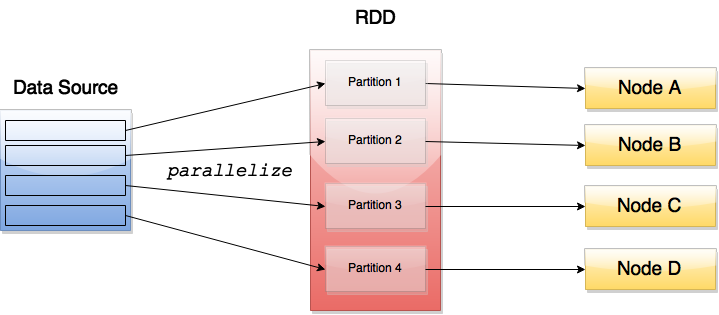 RDD
Data Source
parallelize
Partition 1
Partition 2
Partition 3
Partition 4
Node A
Node B
Node C
Node D